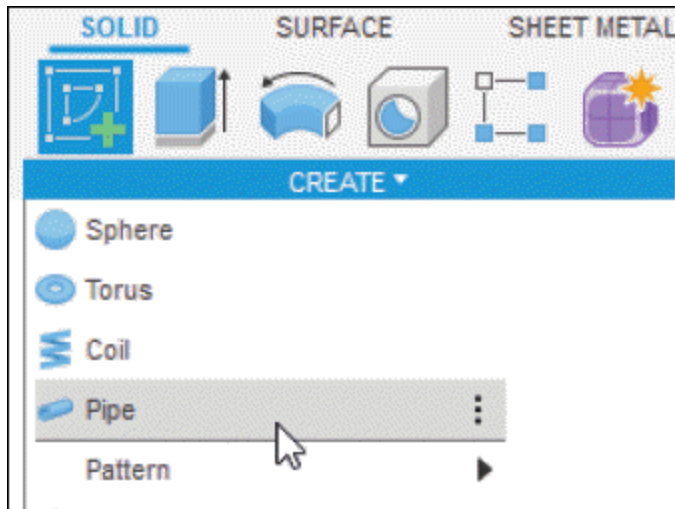 SOLID SURFACE SHEET METAL
CREATE
Sphere
Torus
Coil
Pipe
Pattern